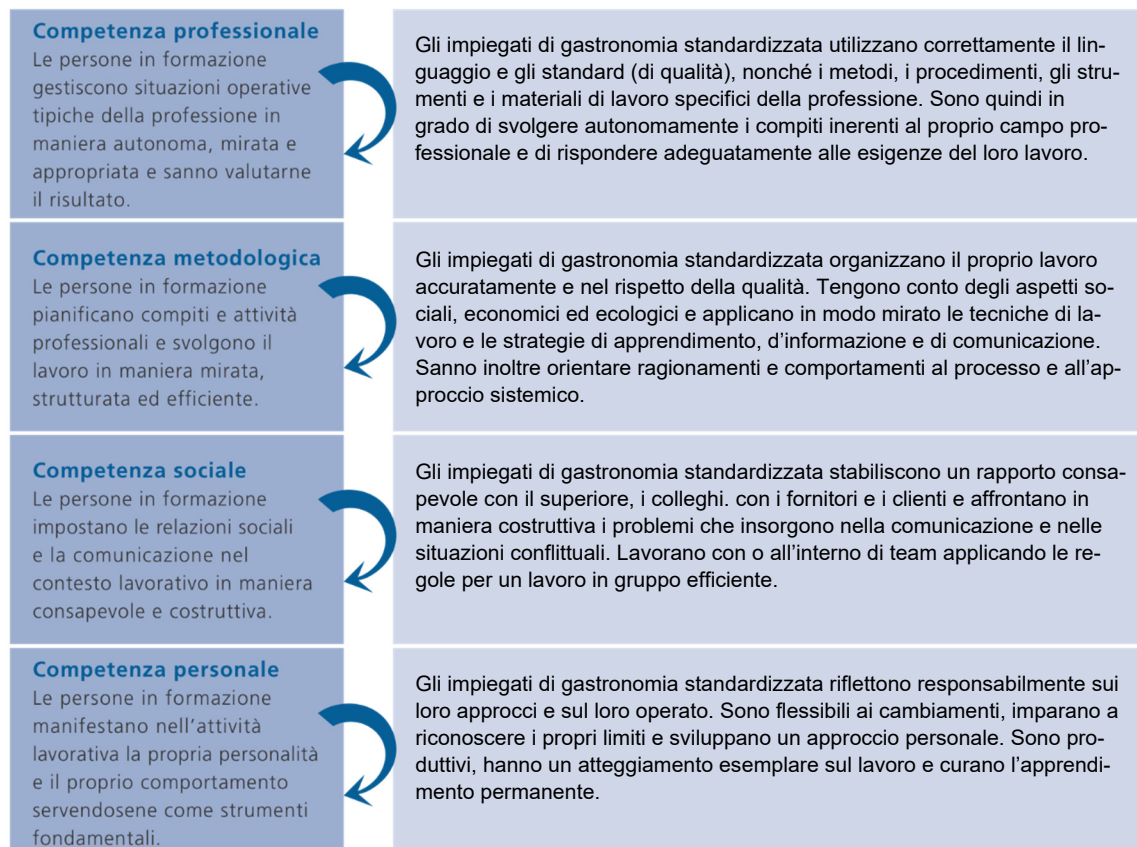 Competenza professionale
Le persone in formazione
gestiscono situazioni operative
tipiche della professione in
maniera autonoma, mirata e
appropriata e sanno valutarne
il risultato.
Gli impiegati di gastronomia standardizzata utilizzano correttamente il lin-
guaggio e gli standard (di qualità), nonché i metodi, i procedimenti, gli stru-
menti e i materiali di lavoro specifici della professione. Sono quindi in
grado di svolgere autonomamente i compiti inerenti al proprio campo pro-
fessionale e di rispondere adeguatamente alle esigenze del loro lavoro.
Competenza metodologica
Le persone in formazione
pianificano compiti e attività
professionali e svolgono il
lavoro in maniera mirata,
strutturata ed efficiente.
Gli impiegati di gastronomia standardizzata organizzano il proprio lavoro
accuratamente e nel rispetto della qualità. Tengono conto degli aspetti so-
ciali, economici ed ecologici e applicano in modo mirato le tecniche di la-
voro e le strategie di apprendimento, d'informazione e di comunicazione.
Sanno inoltre orientare ragionamenti e comportamenti al processo e all'ap-
proccio sistemico.
Competenza sociale
Le persone in formazione
impostano le relazioni sociali
e la comunicazione nel
contesto lavorativo in maniera
consapevole e costruttiva.
Gli impiegati di gastronomia standardizzata stabiliscono un rapporto consa-
pevole con il superiore, i colleghi. con i fornitori e i clienti e affrontano in
maniera costruttiva i problemi che insorgono nella comunicazione e nelle
situazioni conflittuali. Lavorano con o all'interno di team applicando le re-
gole per un lavoro in gruppo efficiente.
Competenza personale
Le persone in formazione
manifestano nell'attività
lavorativa la propria personalità
e il proprio comportamento
servendosene come strumenti
fondamentali.
Gli impiegati di gastronomia standardizzata riflettono responsabilmente sui
loro approcci e sul loro operato. Sono flessibili ai cambiamenti, imparano a
riconoscere i propri limiti e sviluppano un approccio personale. Sono pro-
duttivi, hanno un atteggiamento esemplare sul lavoro e curano l'apprendi-
mento permanente.